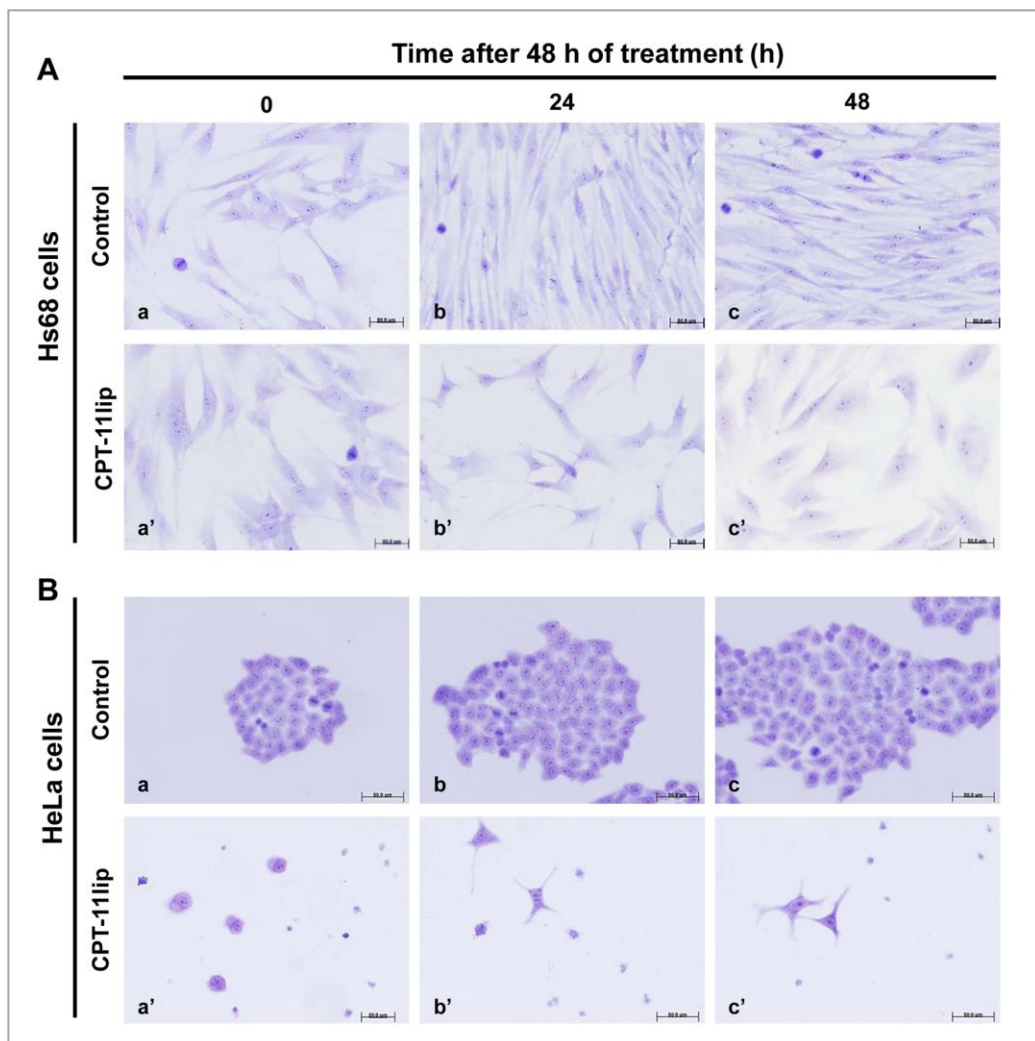 A
Time after 48 h of treatment (h)
0 24 48
Hs68 cells
Control
a b c
CPT-11lip
a’ b’ c’
B
HeLa cells
Control
a b c
CPT-11lip
a’ b’ c’